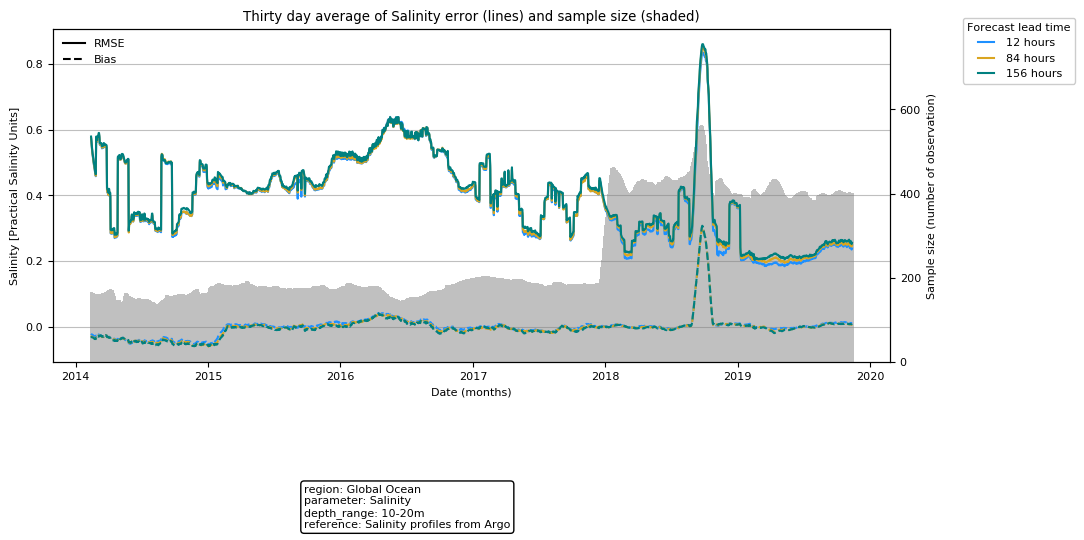 Thirty day average of Salinity error (lines) and sample size (shaded)
Forecast lead time
12 hours
84 hours
156 hours
RMSE
Bias
Salinity [Practical Salinity Units]
0.8
0.6
0.4
0.2
0.0
Sample size (number of observation)
600
400
200
0
2014 2015 2016 2017 2018 2019 2020
Date (months)
region: Global Ocean
parameter: Salinity
depth_range: 10-20m
reference: Salinity profiles from Argo